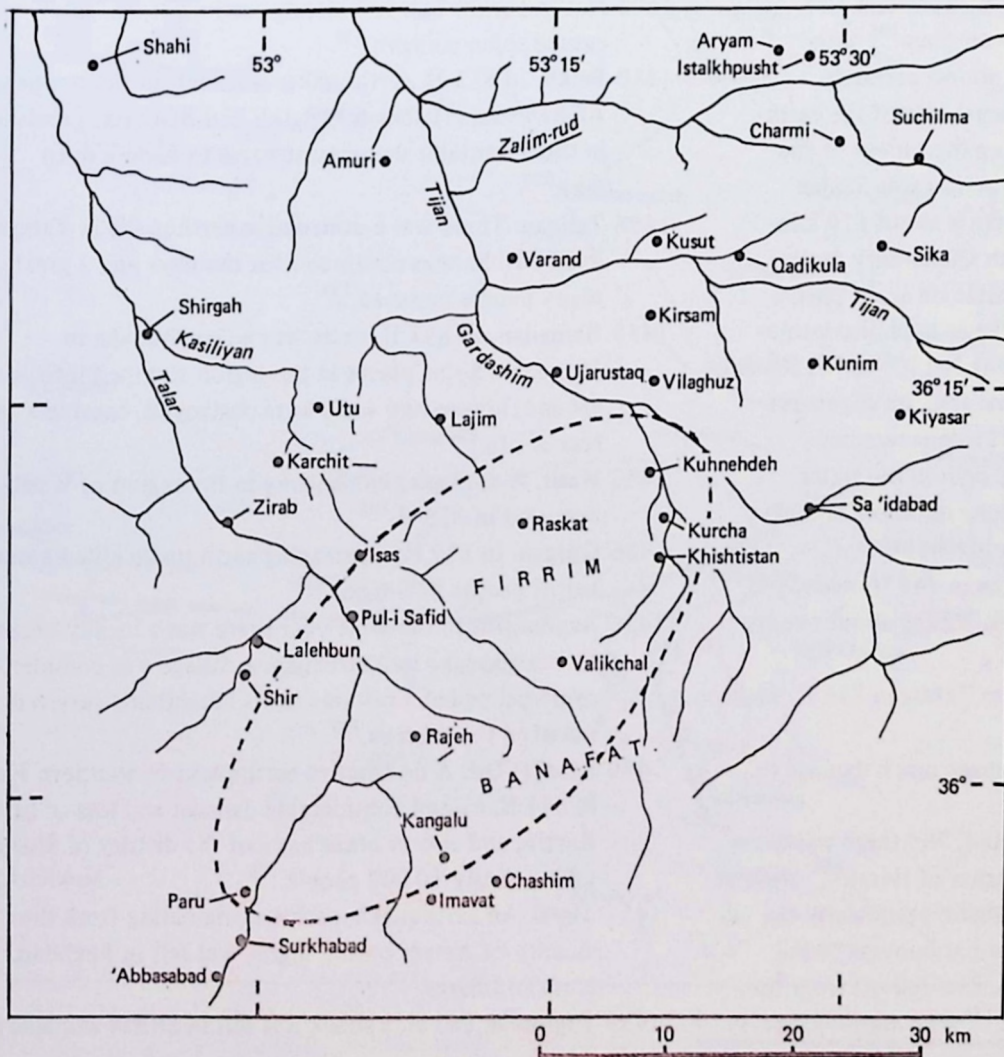 53°
53° 15′
53° 30′
Shahi
Aryam
Istalkhpusht
Charmi
Suchilma
Zalim-rud
Amuri
Tijan
Kusut
Varand
Qadikula
Sika
Shirgah
Kasiliyan
Talar
Kirsam
Tijan
Gardashim
Ujarustaq
Vilaghuz
Kunim
36° 15′
Utu
Lajim
Kiyasar
Karchit
Kuhnehdeh
Zirab
Raskat
Kurcha
Sa 'idabad
Isas
FIRRIM
Khishtistan
Pul-i Safid
Lalehbun
Valikchal
Shir
Rajeh
BANAFT
36°
Kangalu
Chashim
Paru
Imavat
Surkhabad
'Abbasabad
0 10 20 30 km